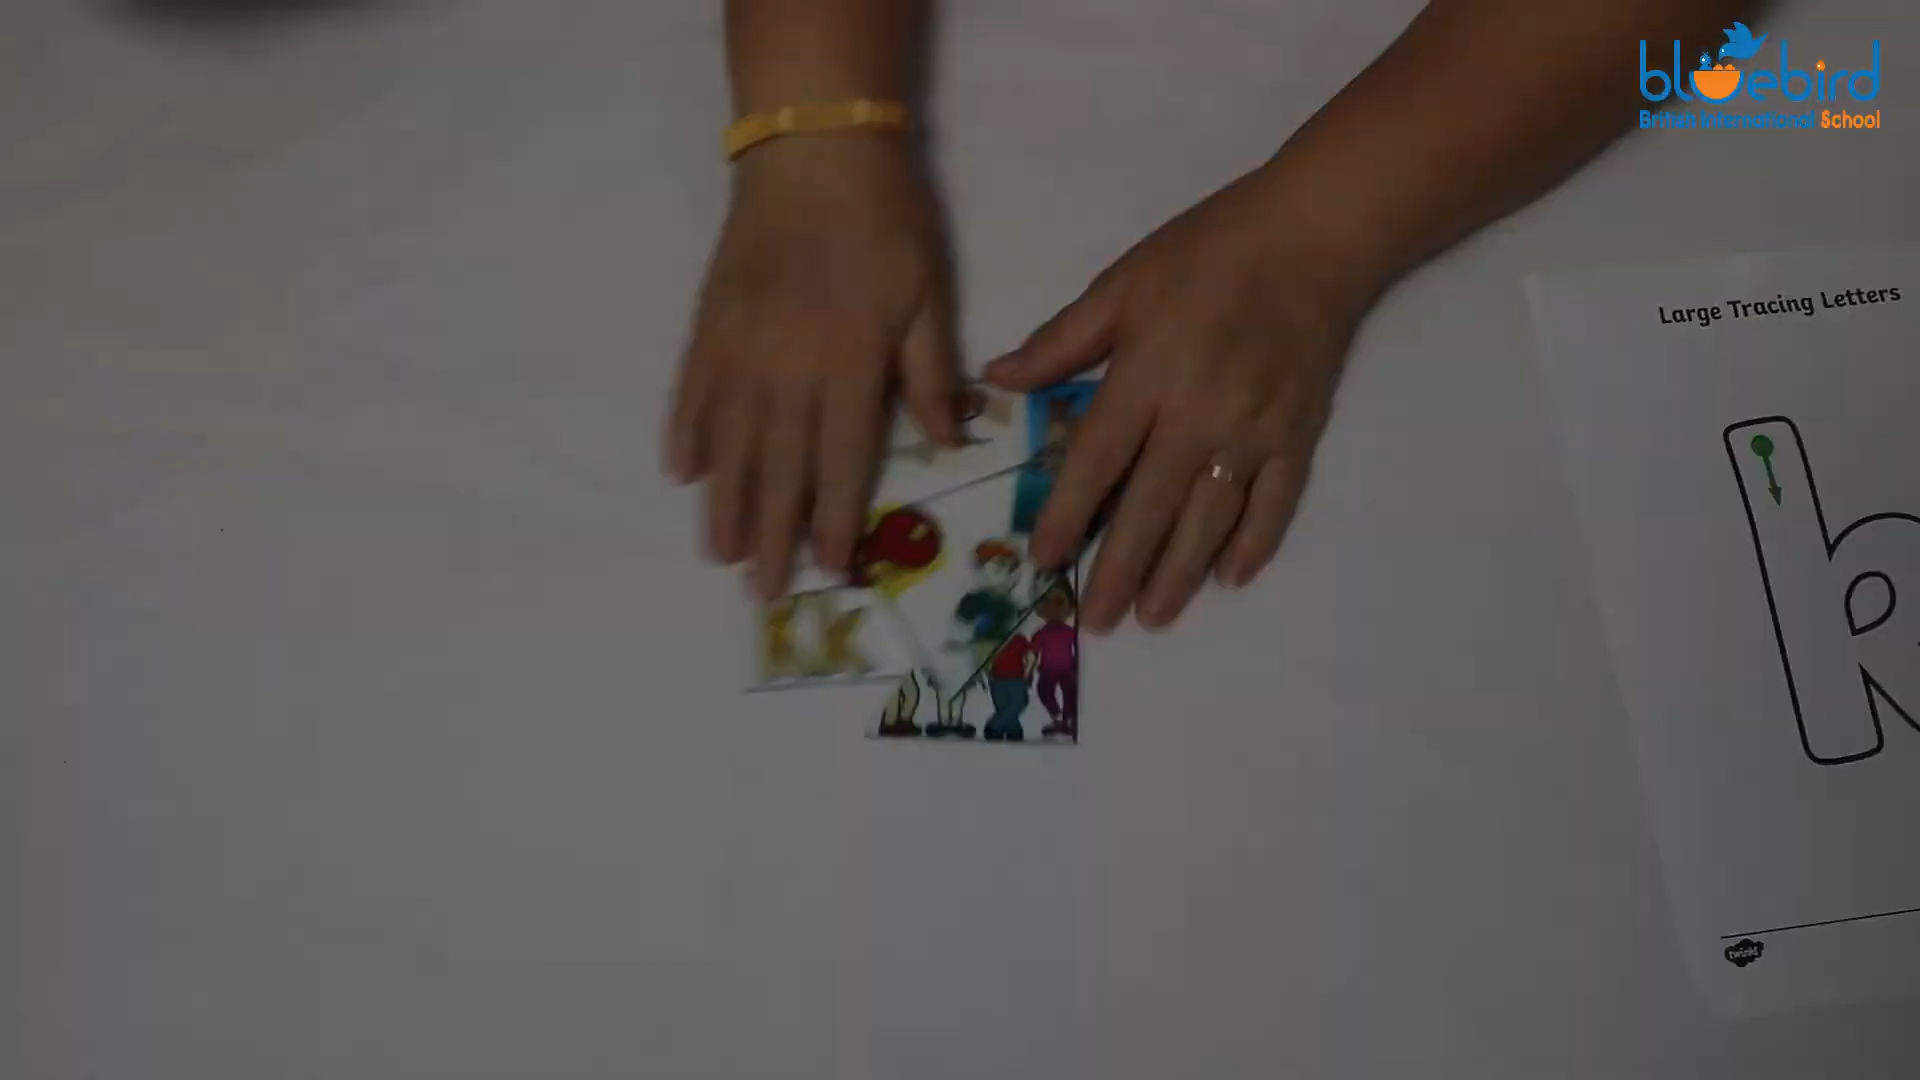 bluebird
British International School
Large Tracing Letters
k
twinkl